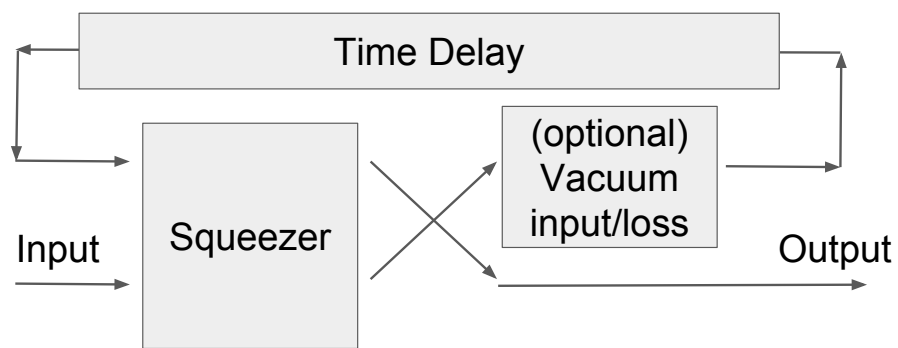 Time Delay
(optional)
Vacuum
input/loss
Squeezer
Input
Output